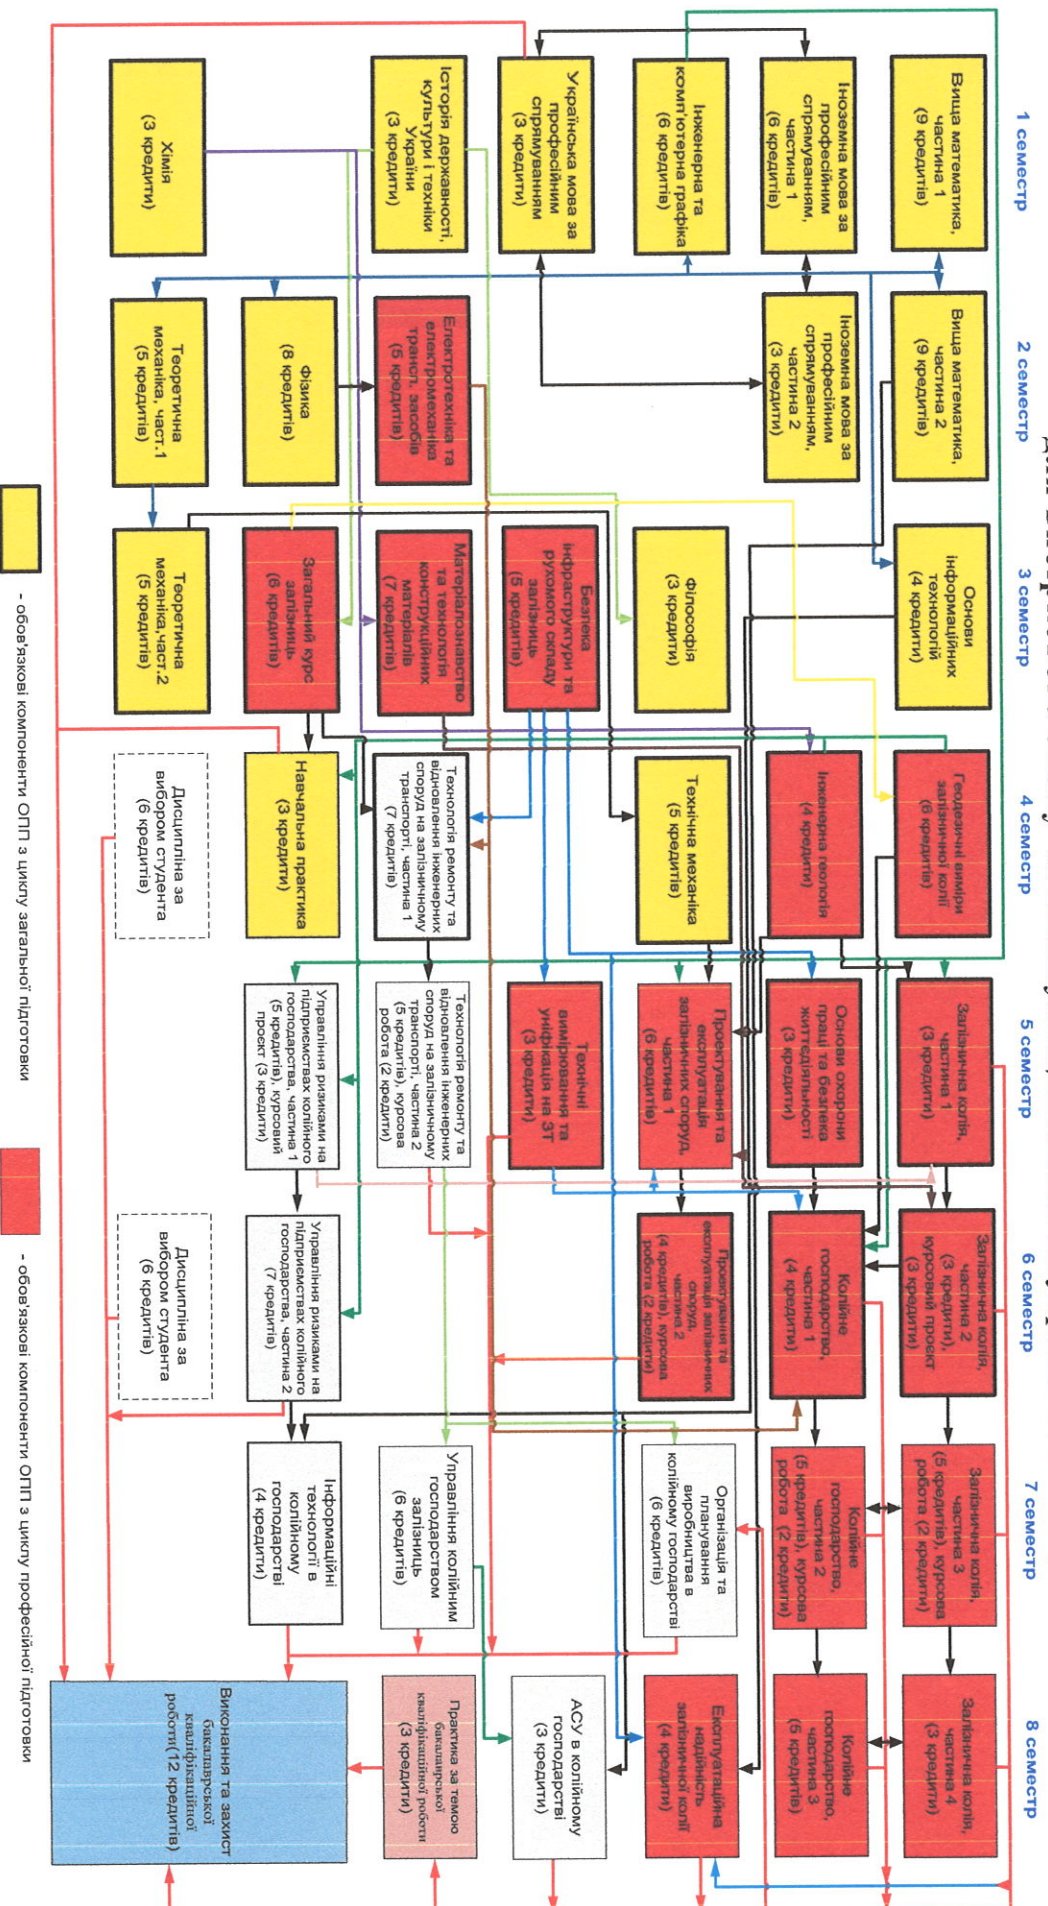 1 семестр
Вища математика,
частина 1
(9 кредитів)
Іноземна мова за
професійним
спрямуванням,
частина 1
(6 кредитів)
Інженерна та
комп'ютерна графіка
(6 кредитів)
Українська мова за
професійним
спрямуванням
(3 кредити)
Історія державності,
культури і техніки
України
(3 кредити)
Хімія
(3 кредити)
2 семестр
Вища математика,
частина 2
(9 кредитів)
Іноземна мова за
професійним
спрямуванням,
частина 2
(3 кредити)
Електротехніка та
електромеханіка
трансп. засобів
(5 кредитів)
Фізика
(8 кредитів)
Теоретична
механіка, част.1
(5 кредитів)
3 семестр
Основи
інформаційних
технологій
(4 кредити)
Філософія
(3 кредити)
Безпека
інфраструктури та
рухомого складу
залізниць
(5 кредитів)
Матеріалознавство
та технологія
конструкційних
матеріалів
(7 кредитів)
Загальний курс
залізниць
(6 кредитів)
Теоретична
механіка,част.2
(5 кредитів)
4 семестр
Геодезичні виміри
залізничної колії
(6 кредитів)
Інженерна геологія
(4 кредити)
Технічна механіка
(5 кредитів)
Технологія ремонту та
відновлення інженерних
споруд на залізничному
транспорті, частина 1
(7 кредитів)
Навчальна практика
(3 кредити)
Дисципліна за
вибором студента
(6 кредитів)
5 семестр
Залізнична колія,
частина 1
(3 кредити)
Основи охорони
праці та безпека
життєдіяльності
(3 кредити)
Проектування та
експлуатація
залізничних споруд,
частина 1
(6 кредитів)
Технічні
вимірювання та
уніфікація на ЗТ
(3 кредити)
Технологія ремонту та
відновлення інженерних
споруд на залізничному
транспорті, частина 2
(5 кредитів), курсова
робота (2 кредити)
Управління ризиками на
підприємствах колійного
господарства, частина 1
(5 кредитів), курсовий
проєкт (3 кредити)
6 семестр
Залізнична колія,
частина 2
(3 кредити),
курсовий проєкт
(3 кредити)
Колійне
господарство,
частина 1
(4 кредити)
Проектування та
експлуатація залізничних
споруд,
частина 2
(4 кредити), курсова
робота (2 кредити)
Управління ризиками на
підприємствах колійного
господарства, частина 2
(7 кредитів)
Дисципліна за
вибором студента
(6 кредитів)
7 семестр
Залізнична колія,
частина 3
(5 кредитів), курсова
робота (2 кредити)
Колійне
господарство,
частина 2
(5 кредитів), курсова
робота (2 кредити)
Організація та
планування
виробництва в
колійному господарстві
(6 кредитів)
Управління колійним
господарством
залізниць
(6 кредитів)
Інформаційні
технології в
колійному
господарстві
(4 кредити)
8 семестр
Залізнична колія,
частина 4
(3 кредити)
Колійне
господарство,
частина 3
(5 кредитів)
Експлуатаційна
надійність
залізничної колії
(4 кредити)
АСУ в колійному
господарстві
(3 кредити)
Практика за темою
бакалаврської
кваліфікаційної роботи
(3 кредити)
Виконання та захист
бакалаврської
кваліфікаційної
роботи(12 кредитів)
- обов'язкові компоненти ОПП з циклу загальної підготовки
- обов'язкові компоненти ОПП з циклу професійної підготовки